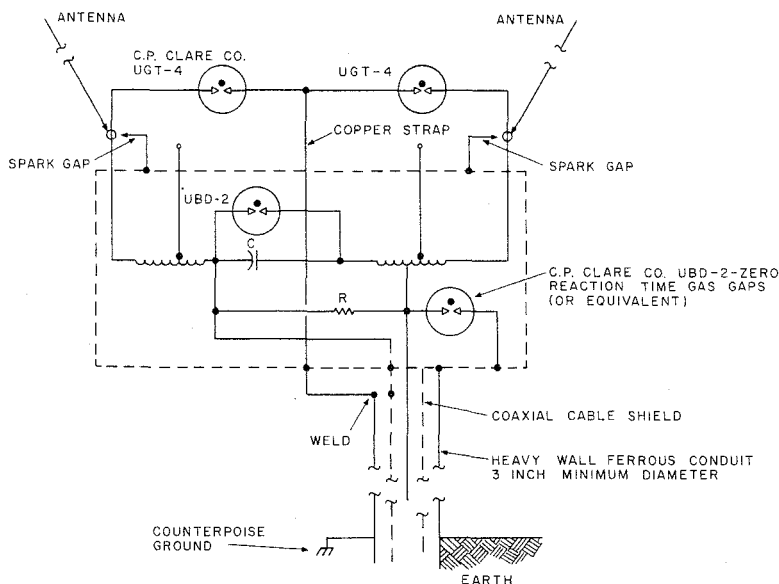 ANTENNA
ANTENNA
C.P. CLARE CO.
UGT-4
UGT-4
COPPER STRAP
SPARK GAP
SPARK GAP
UBD-2
C
C.P. CLARE CO. UBD-2-ZERO
REACTION TIME GAS GAPS
(OR EQUIVALENT)
R
COAXIAL CABLE SHIELD
WELD
HEAVY WALL FERROUS CONDUIT
3 INCH MINIMUM DIAMETER
COUNTERPOISE
GROUND
EARTH